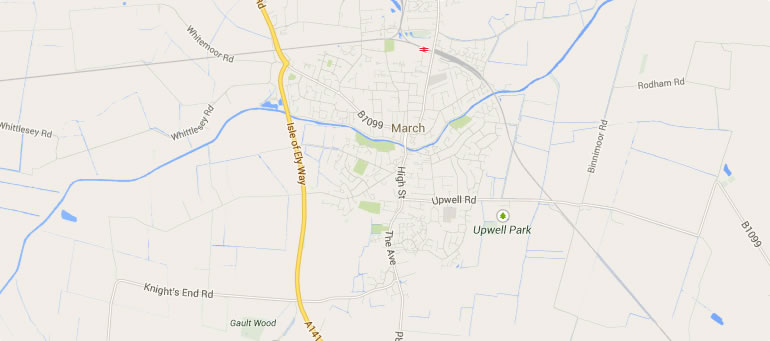 Rd
Whitemoor Rd
Rodham Rd
B1099
Whittlesey Rd
Whittlesey Rd
March
Isle of Ely Way
Binnimoor Rd
High St
Upwell Rd
B1099
Upwell Park
The Ave
Knight's End Rd
Gault Wood
A141